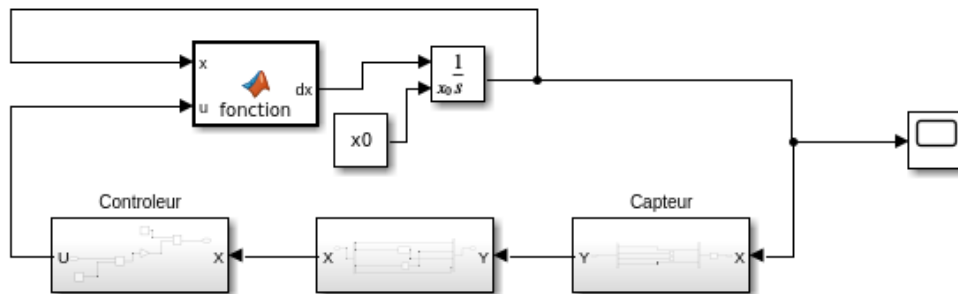 x
u
fonction
dx
1
x₀ s
x0
Controleur
Capteur
U
X
X
Y
Y
X